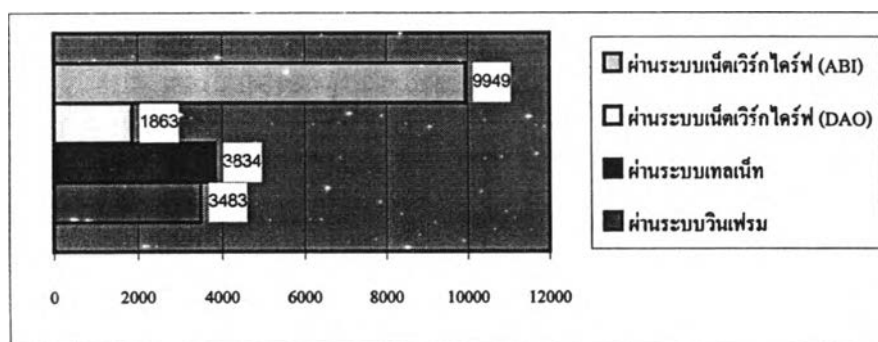 9949
1863
3834
3483
0 2000 4000 6000 8000 10000 12000
ผ่านระบบเน็ตเวิร์กไดร์ฟ (ABI)
ผ่านระบบเน็ตเวิร์กไดร์ฟ (DAO)
ผ่านระบบเทลเน็ท
ผ่านระบบวินเฟรม